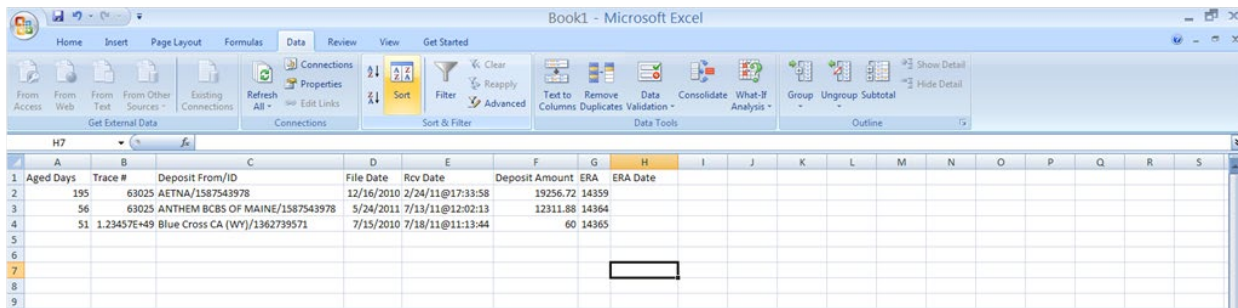 Book1 - Microsoft Excel
Home Insert Page Layout Formulas Data Review View Get Started
From Access
From Web
From Text
From Other Sources
Existing Connections
Get External Data
Refresh All
Connections
Properties
Edit Links
Connections
Sort
Filter
Clear
Reapply
Advanced
Sort & Filter
Text to Columns
Remove Duplicates
Data Validation
Consolidate
What-If Analysis
Data Tools
Group
Ungroup
Subtotal
Show Detail
Hide Detail
Outline
H7 fx
A B C D E F G H I J K L M N O P Q R S
1 Aged Days Trace # Deposit From/ID File Date Rcv Date Deposit Amount ERA ERA Date
2 195 63025 AETNA/1587543978 12/16/2010 2/24/11@17:33:58 19256.72 14359
3 56 63025 ANTHEM BCBS OF MAINE/1587543978 5/24/2011 7/13/11@12:02:13 12311.88 14364
4 51 1.23457E+49 Blue Cross CA (WY)/1362739571 7/15/2010 7/18/11@11:13:44 60 14365
5
6
7
8
9